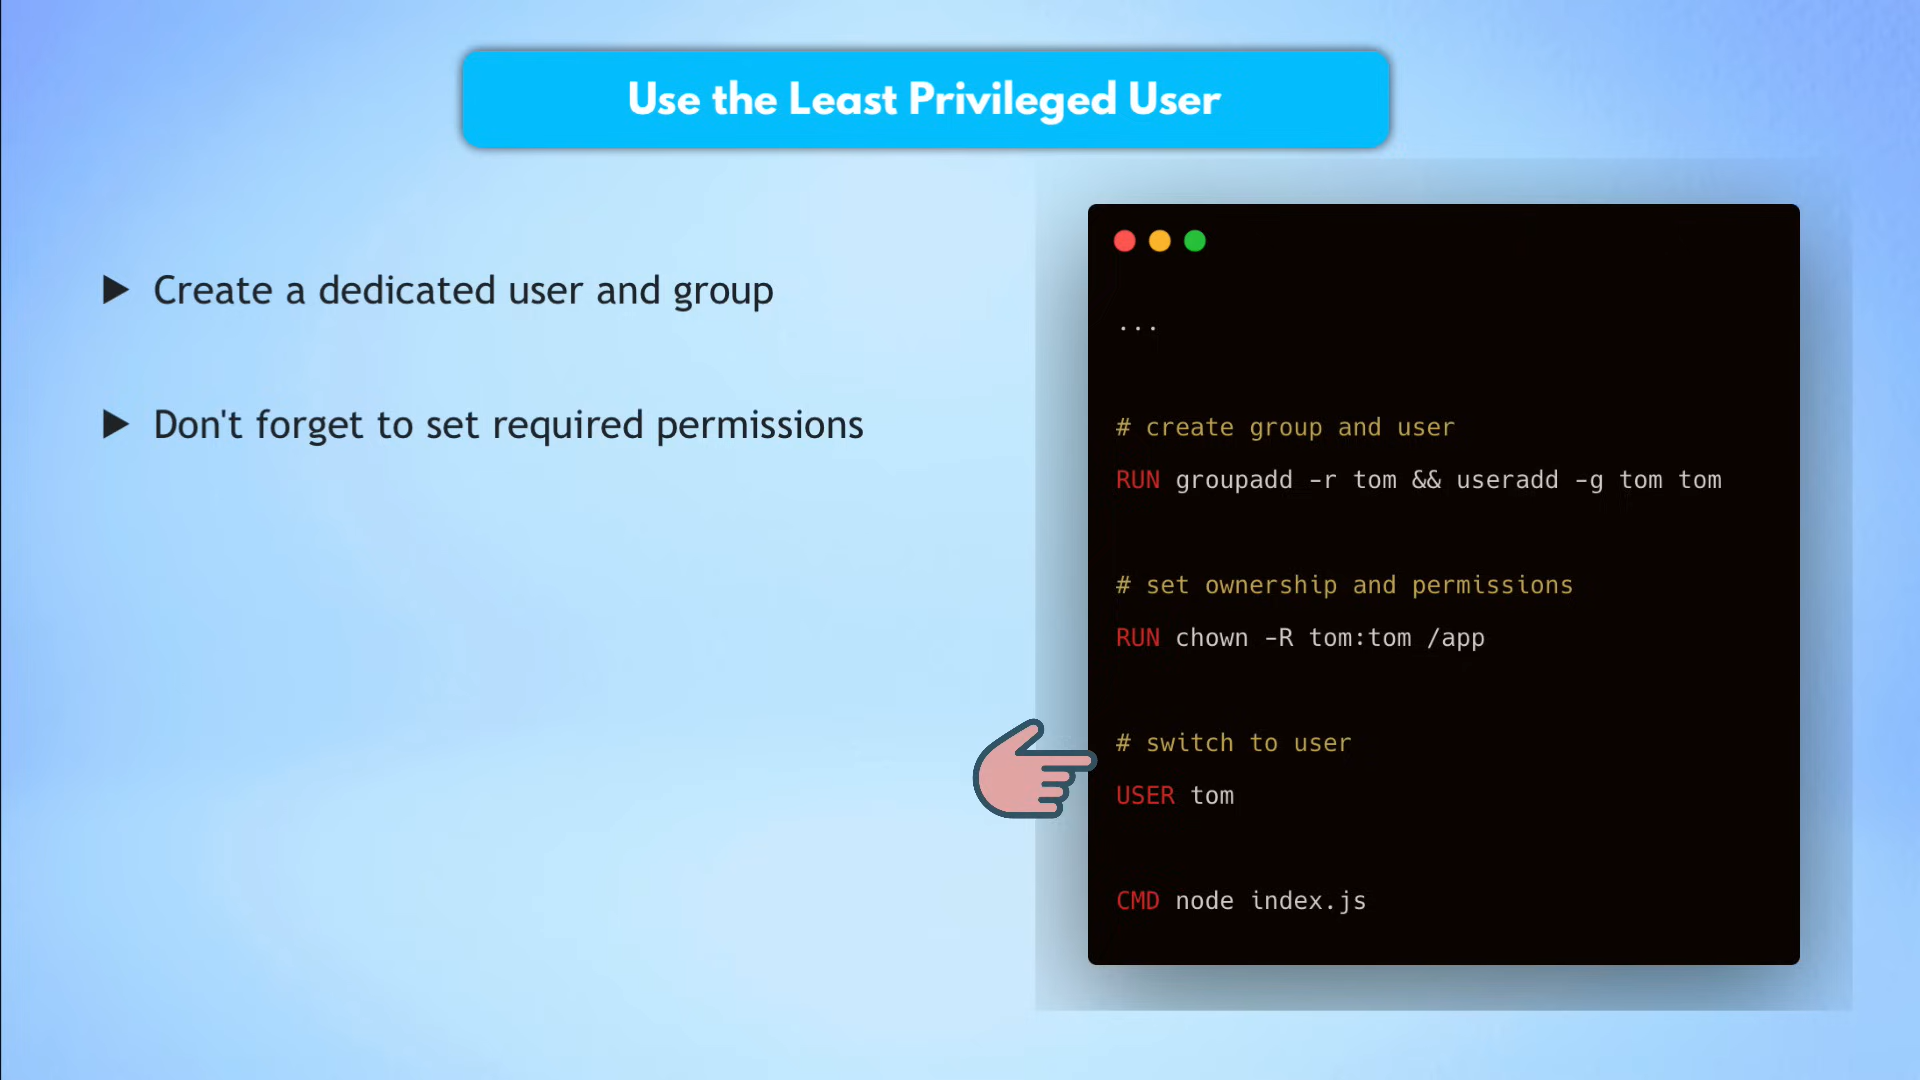 Use the Least Privileged User
Create a dedicated user and group
Don't forget to set required permissions
...
# create group and user
RUN groupadd -r tom && useradd -g tom tom
# set ownership and permissions
RUN chown -R tom:tom /app
# switch to user
USER tom
CMD node index.js